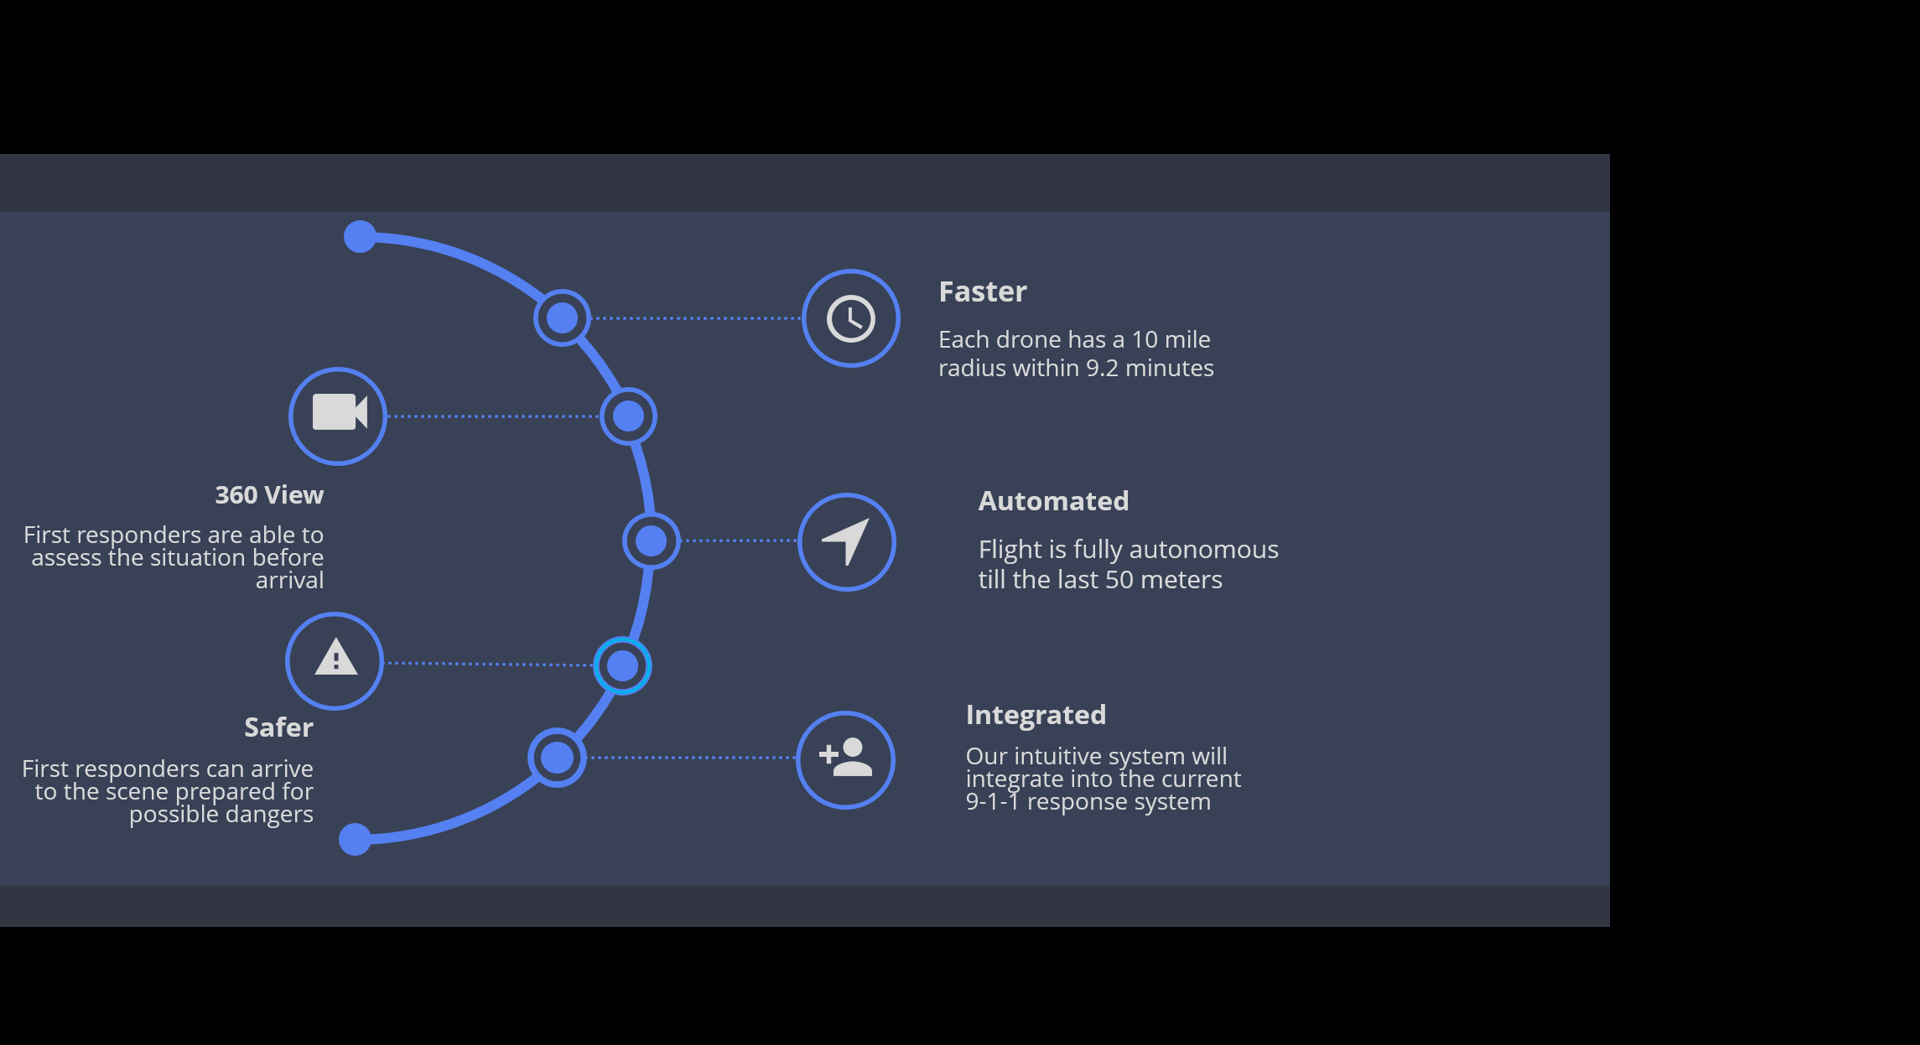 Faster
Each drone has a 10 mile
radius within 9.2 minutes
360 View
First responders are able to
assess the situation before
arrival
Automated
Flight is fully autonomous
till the last 50 meters
Safer
First responders can arrive
to the scene prepared for
possible dangers
Integrated
Our intuitive system will
integrate into the current
9-1-1 response system